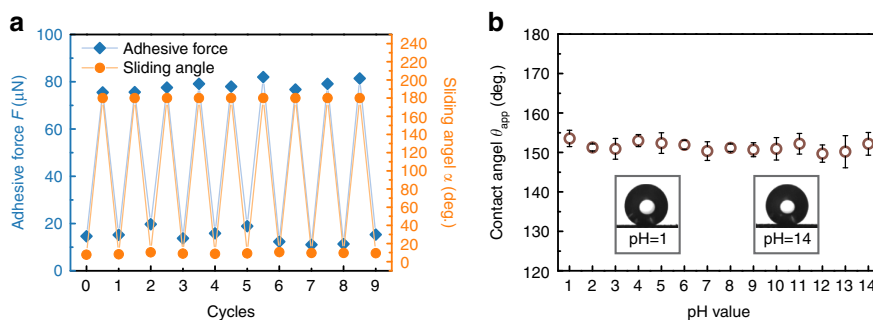 a
Adhesive force F (µN)
100
80
60
40
20
0
Adhesive force
Sliding angle
240
220
200
180
160
140
120
100
80
60
40
20
0
Sliding angel α (deg.)
0 1 2 3 4 5 6 7 8 9
Cycles
b
Contact angel θapp (deg.)
180
170
160
150
140
130
120
pH=1
pH=14
1 2 3 4 5 6 7 8 9 10 11 12 13 14
pH value